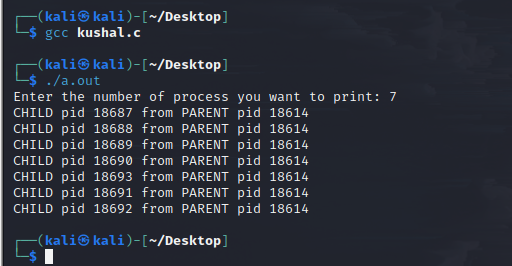 ┌──(kali㉿kali)-[~/Desktop]
└─$ gcc kushal.c
┌──(kali㉿kali)-[~/Desktop]
└─$ ./a.out
Enter the number of process you want to print: 7
CHILD pid 18687 from PARENT pid 18614
CHILD pid 18688 from PARENT pid 18614
CHILD pid 18689 from PARENT pid 18614
CHILD pid 18690 from PARENT pid 18614
CHILD pid 18693 from PARENT pid 18614
CHILD pid 18691 from PARENT pid 18614
CHILD pid 18692 from PARENT pid 18614
┌──(kali㉿kali)-[~/Desktop]
└─$